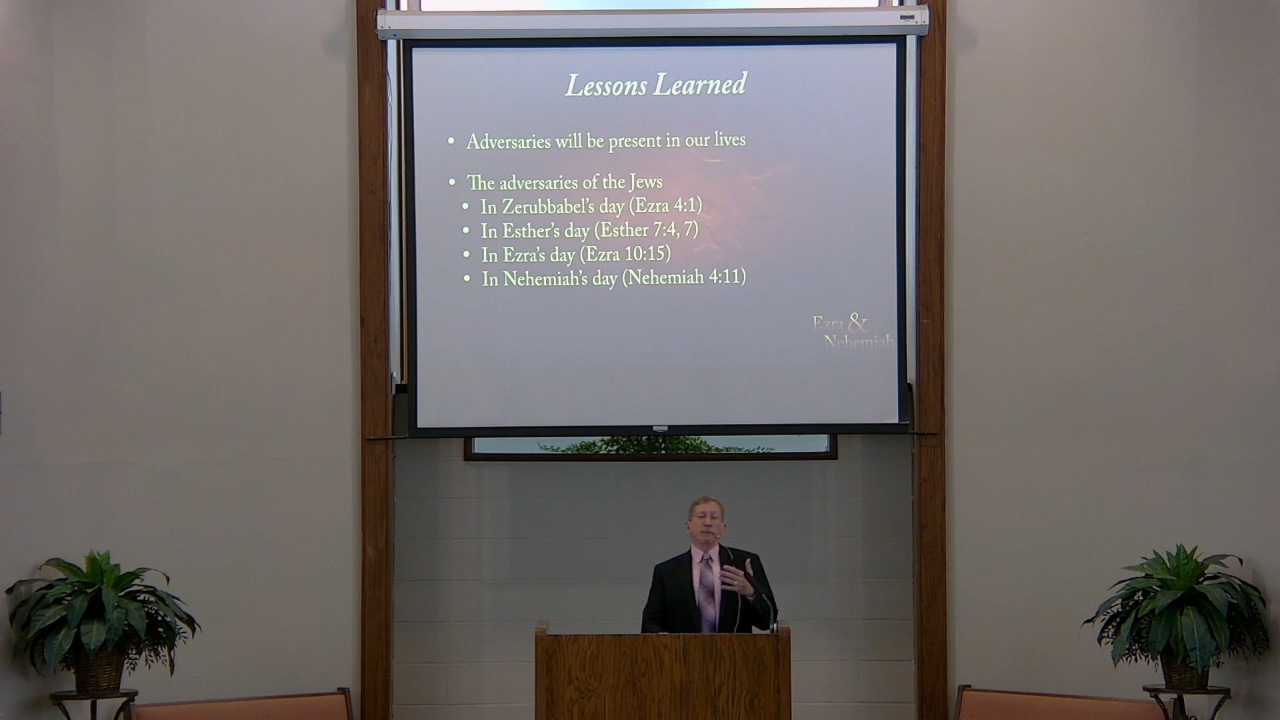 Lessons Learned
• Adversaries will be present in our lives
• The adversaries of the Jews
• In Zerubbabel's day (Ezra 4:1)
• In Esther's day (Esther 7:4, 7)
• In Ezra's day (Ezra 10:15)
• In Nehemiah's day (Nehemiah 4:11)
Ezra &
Nehemiah